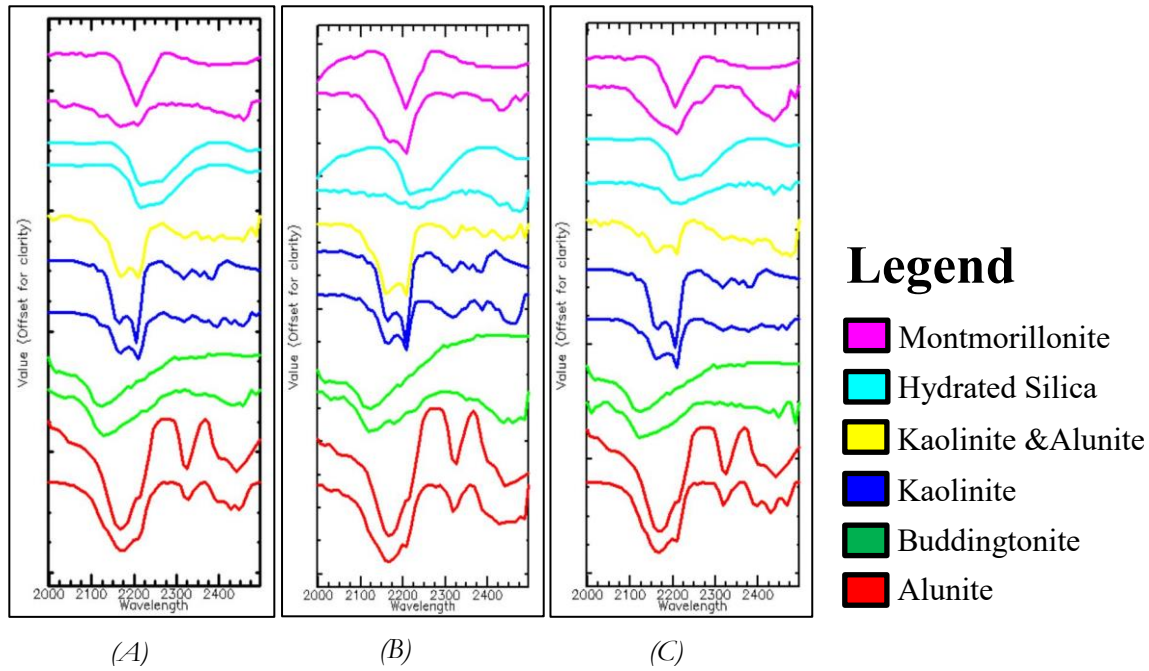 Value (Offset for clarity)
2000 2100 2200 2300 2400
Wavelength
(A)
Value (Offset for clarity)
2000 2100 2200 2300 2400
Wavelength
(B)
Value (Offset for clarity)
2000 2100 2200 2300 2400
Wavelength
(C)
Legend
Montmorillonite
Hydrated Silica
Kaolinite &Alunite
Kaolinite
Buddingtonite
Alunite